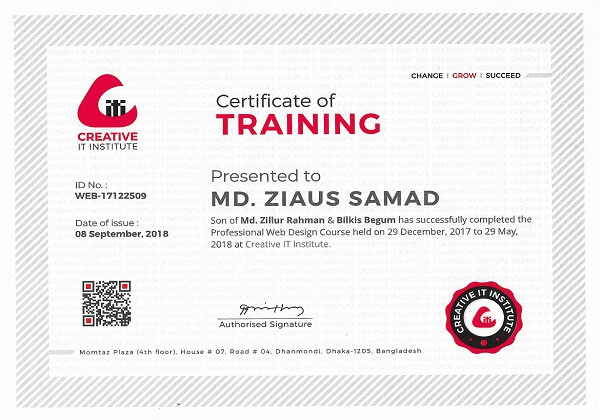 CHANGE | GROW | SUCCEED
iti
CREATIVE
IT INSTITUTE
Certificate of
TRAINING
Presented to
MD. ZIAUS SAMAD
ID No. :
WEB-17122509
Son of Md. Zillur Rahman & Bilkis Begum has successfully completed the
Professional Web Design Course held on 29 December, 2017 to 29 May,
2018 at Creative IT Institute.
Date of issue :
08 September, 2018
Authorised Signature
CREATIVE IT INSTITUTE
iti
Momtaz Plaza (4th floor), House # 07, Road # 04, Dhanmondi, Dhaka-1205, Bangladesh